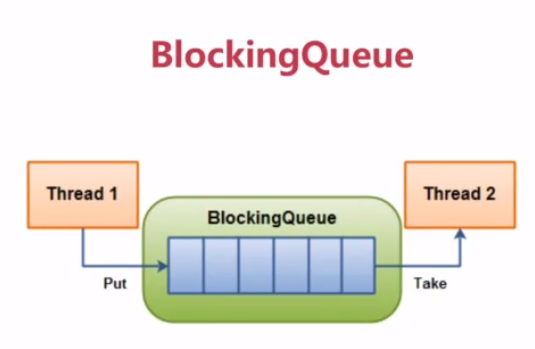 BlockingQueue
Thread 1
Thread 2
BlockingQueue
Put
Take